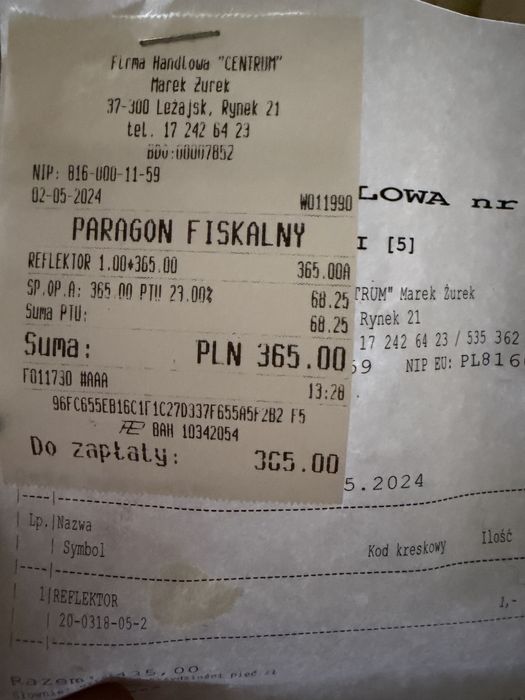 Firma Handlowa "CENTRUM"
Marek Żurek
37-300 Leżajsk, Rynek 21
tel. 17 242 64 23
BDO:00007852
NIP: 816-000-11-59
02-05-2024 W011990
PARAGON FISKALNY
REFLEKTOR 1.00*365.00 365.00A
SP.OP.A: 365.00 PTU 23.00% 68.25
Suma PTU: 68.25
Suma: PLN 365.00
F011730 #AAA 13:28
BAH 10342054
Do zapłaty: 365.00
LOWA nr
I [5]
TRUM" Marek Żurek
Rynek 21
17 242 64 23 / 535 362
59 NIP EU: PL816
5.2024
Lp.|Nazwa
Symbol Kod kreskowy Ilość
1|REFLEKTOR 1,-
20-0318-05-2
Razem: